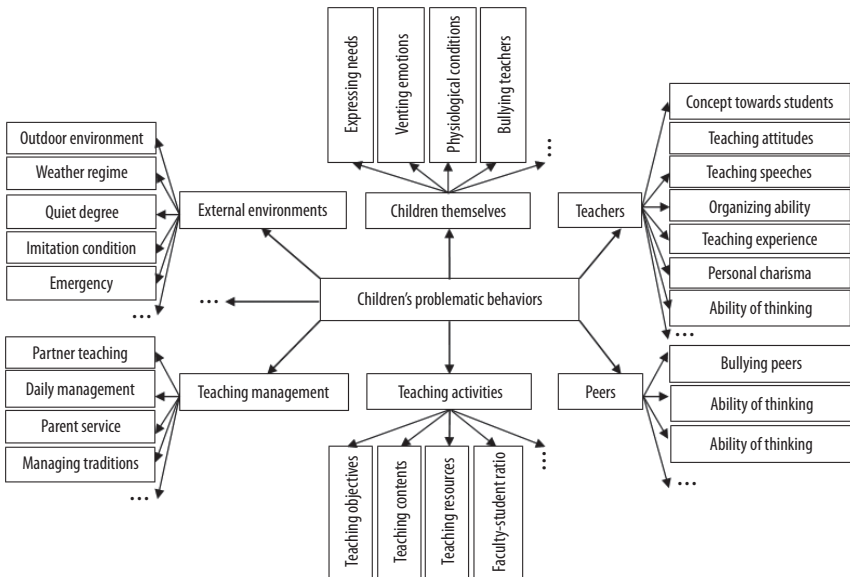 Expressing needs
Venting emotions
Physiological conditions
Bullying teachers
...
Outdoor environment
Weather regime
Quiet degree
Imitation condition
Emergency
...
External environments
Children themselves
Teachers
Concept towards students
Teaching attitudes
Teaching speeches
Organizing ability
Teaching experience
Personal charisma
Ability of thinking
...
...
Children's problematic behaviors
Partner teaching
Daily management
Parent service
Managing traditions
...
Teaching management
Teaching activities
Peers
Bullying peers
Ability of thinking
Ability of thinking
...
Teaching objectives
Teaching contents
Teaching resources
Faculty-student ratio
...